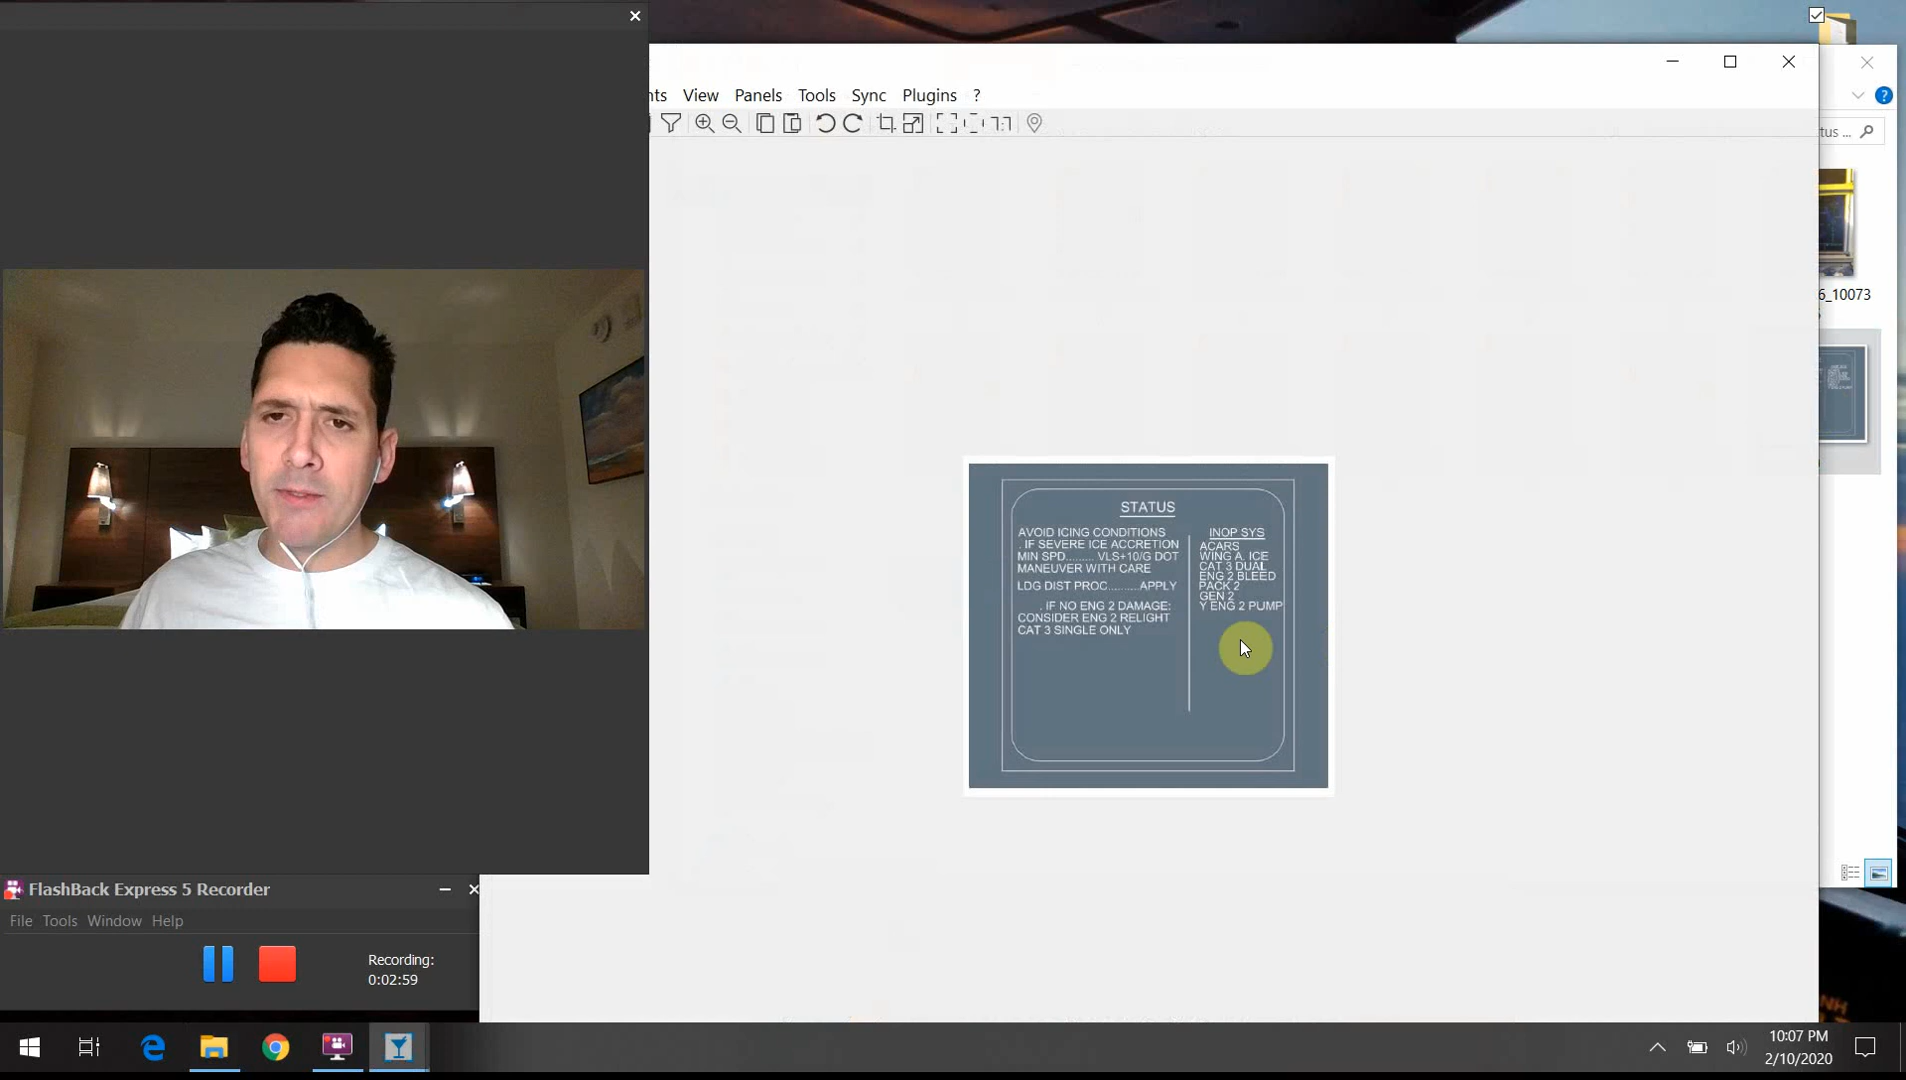 nts View Panels Tools Sync Plugins ?
tus ...
6_10073
STATUS
AVOID ICING CONDITIONS
. IF SEVERE ICE ACCRETION
MIN SPD......... VLS+10/G DOT
MANEUVER WITH CARE
LDG DIST PROC..........APPLY
. IF NO ENG 2 DAMAGE:
CONSIDER ENG 2 RELIGHT
CAT 3 SINGLE ONLY
INOP SYS
ACARS
WING A. ICE
CAT 3 DUAL
ENG 2 BLEED
PACK 2
GEN 2
Y ENG 2 PUMP
FlashBack Express 5 Recorder
File Tools Window Help
Recording:
0:02:59
10:07 PM
2/10/2020